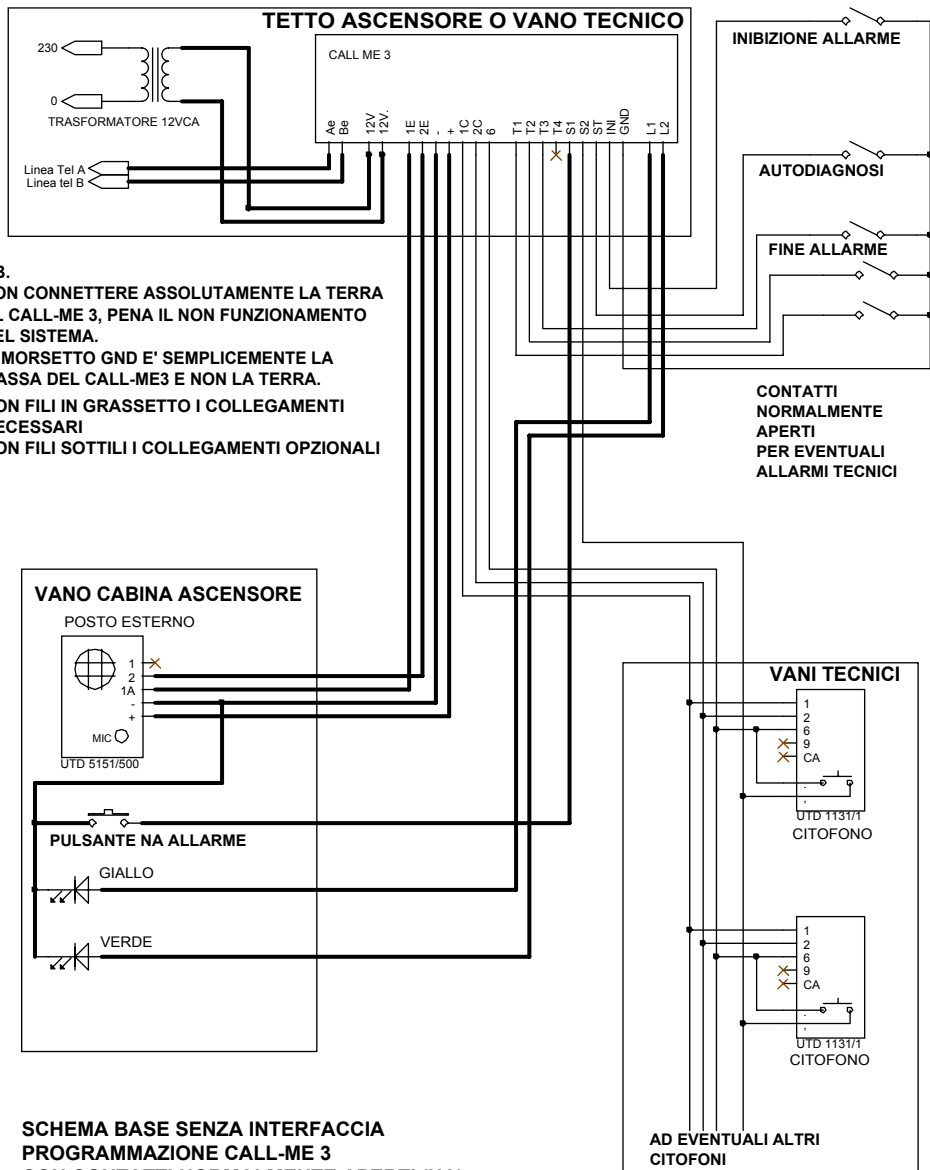 TETTO ASCENSORE O VANO TECNICO
230
0
TRASFORMATORE 12VCA
CALL ME 3
Ae
Be
12V
12V.
1E
2E
-
+
1C
2C
6
T1
T2
T3
T4
S1
S2
ST
INI
GND
L1
L2
Linea Tel A
Linea tel B
INIBIZIONE ALLARME
AUTODIAGNOSI
FINE ALLARME
CONTATTI
NORMALMENTE
APERTI
PER EVENTUALI
ALLARMI TECNICI
B.
ON CONNETTERE ASSOLUTAMENTE LA TERRA
L CALL-ME 3, PENA IL NON FUNZIONAMENTO
EL SISTEMA.
MORSETTO GND E' SEMPLICEMENTE LA
ASSA DEL CALL-ME3 E NON LA TERRA.
ON FILI IN GRASSETTO I COLLEGAMENTI
ECESSARI
ON FILI SOTTILI I COLLEGAMENTI OPZIONALI
VANO CABINA ASCENSORE
POSTO ESTERNO
1
2
1A
-
+
MIC
UTD 5151/500
PULSANTE NA ALLARME
GIALLO
VERDE
VANI TECNICI
1
2
6
9
CA
.
,
UTD 1131/1
CITOFONO
1
2
6
9
CA
.
,
UTD 1131/1
CITOFONO
AD EVENTUALI ALTRI
CITOFONI
SCHEMA BASE SENZA INTERFACCIA
PROGRAMMAZIONE CALL-ME 3